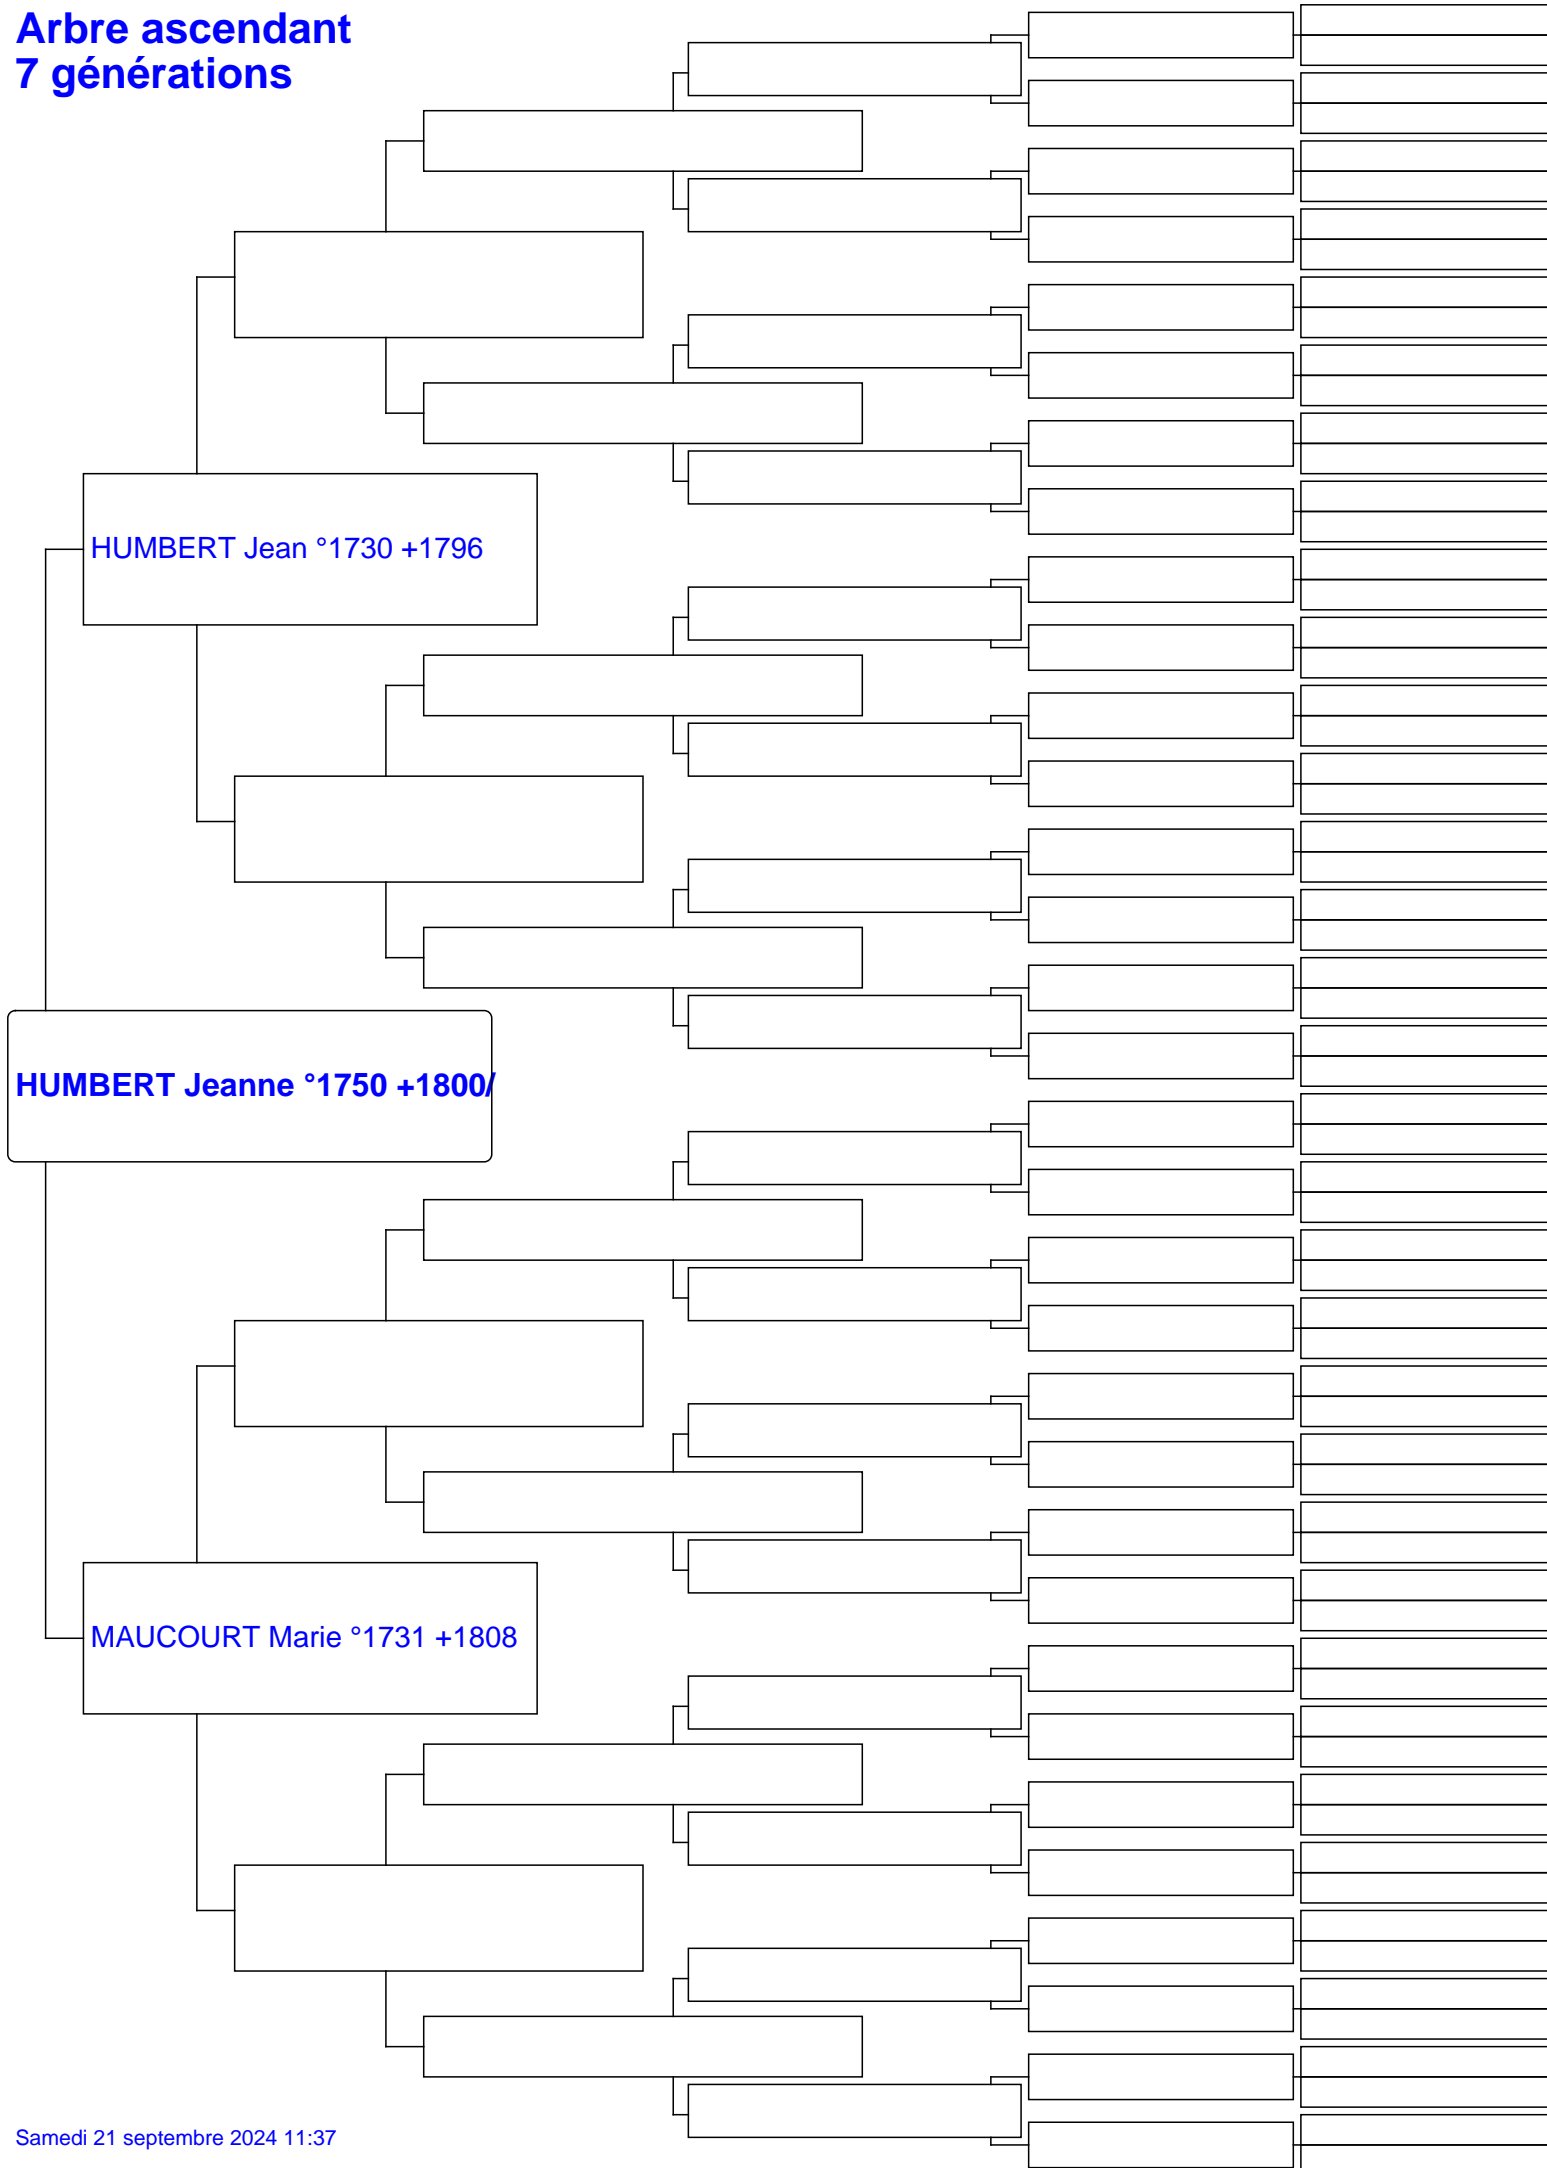 Arbre ascendant
7 générations
HUMBERT Jean °1730 +1796
HUMBERT Jeanne °1750 +1800/
MAUCOURT Marie °1731 +1808
Samedi 21 septembre 2024 11:37